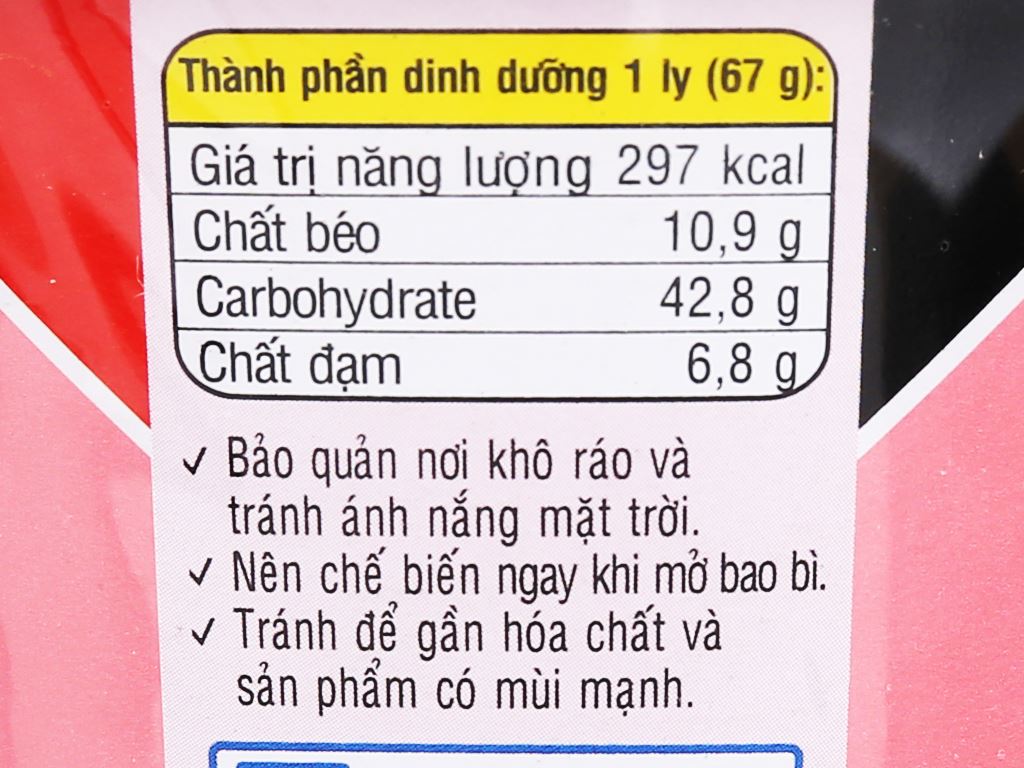 Thành phần dinh dưỡng 1 ly (67 g):
Giá trị năng lượng 297 kcal
Chất béo 10,9 g
Carbohydrate 42,8 g
Chất đạm 6,8 g
✓ Bảo quản nơi khô ráo và
tránh ánh nắng mặt trời.
✓ Nên chế biến ngay khi mở bao bì.
✓ Tránh để gần hóa chất và
sản phẩm có mùi mạnh.